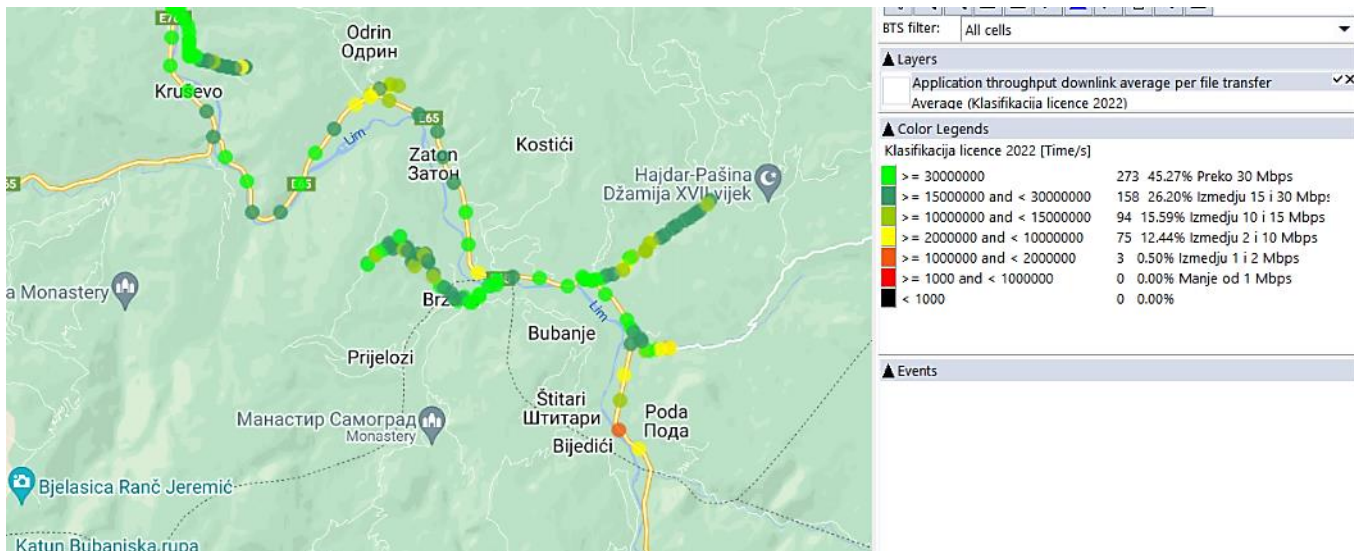 Odrin
Одрин
Kruševo
E65
Lim
Zaton
Затон
Kostići
Hajdar-Pašina
Džamija XVII vijek
E65
a Monastery
Lim
Bubanje
Prijelozi
Štitari
Штитари
Bijedići
Poda
Пода
Манастир Самоград
Monastery
Bjelasica Ranč Jeremić
Katun Bubanjska rupa
BTS filter: All cells
Layers
Application throughput downlink average per file transfer
Average (Klasifikacija licence 2022)
Color Legends
Klasifikacija licence 2022 [Time/s]
>= 30000000 273 45.27% Preko 30 Mbps
>= 15000000 and < 30000000 158 26.20% Izmedju 15 i 30 Mbps
>= 10000000 and < 15000000 94 15.59% Izmedju 10 i 15 Mbps
>= 2000000 and < 10000000 75 12.44% Izmedju 2 i 10 Mbps
>= 1000000 and < 2000000 3 0.50% Izmedju 1 i 2 Mbps
>= 1000 and < 1000000 0 0.00% Manje od 1 Mbps
< 1000 0 0.00%
Events